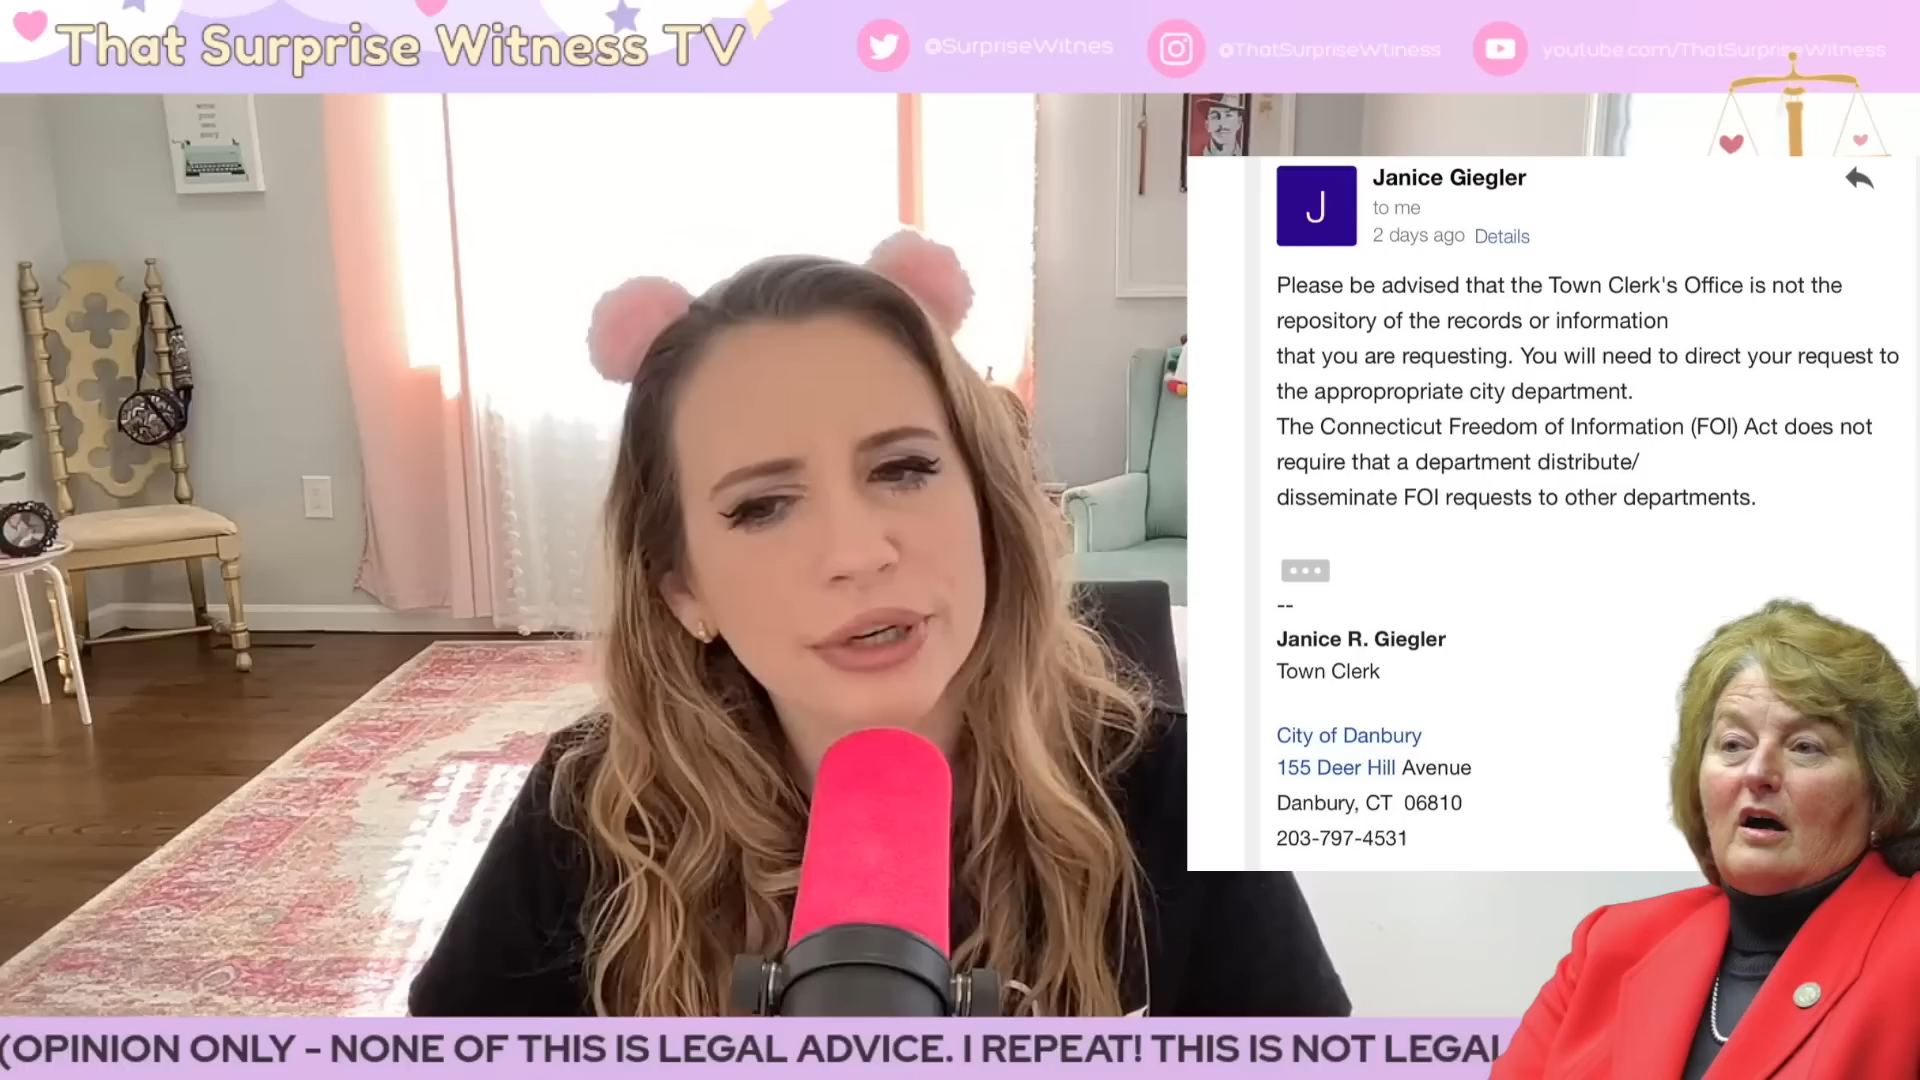 That Surprise Witness TV
@SurpriseWitnes
@ThatSurpriseWtiness
youtube.com/ThatSurpriseWitness
your
own
story
J
Janice Giegler
to me
2 days ago Details
Please be advised that the Town Clerk's Office is not the
repository of the records or information
that you are requesting. You will need to direct your request to
the appropropriate city department.
The Connecticut Freedom of Information (FOI) Act does not
require that a department distribute/
disseminate FOI requests to other departments.
--
Janice R. Giegler
Town Clerk
City of Danbury
155 Deer Hill Avenue
Danbury, CT 06810
203-797-4531
(OPINION ONLY - NONE OF THIS IS LEGAL ADVICE. I REPEAT! THIS IS NOT LEGAL